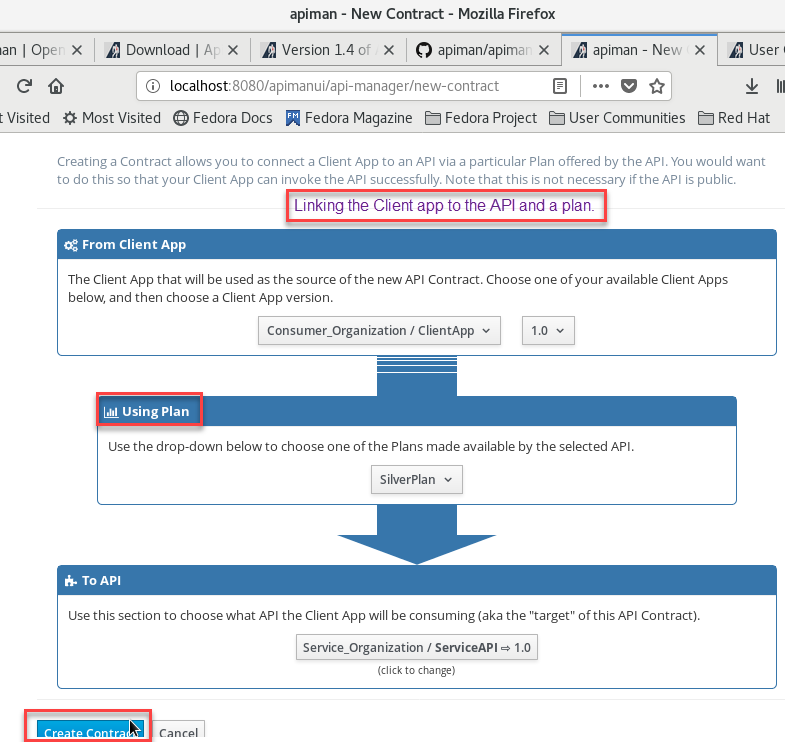 apiman - New Contract - Mozilla Firefox
an | Open
Download | Ap
Version 1.4 of
apiman/apiman
apiman - New
User
localhost:8080/apimanui/api-manager/new-contract
t Visited
Most Visited
Fedora Docs
Fedora Magazine
Fedora Project
User Communities
Red Hat
Creating a Contract allows you to connect a Client App to an API via a particular Plan offered by the API. You would want
to do this so that your Client App can invoke the API successfully. Note that this is not necessary if the API is public.
Linking the Client app to the API and a plan.
From Client App
The Client App that will be used as the source of the new API Contract. Choose one of your available Client Apps
below, and then choose a Client App version.
Consumer_Organization / ClientApp
1.0
Using Plan
Use the drop-down below to choose one of the Plans made available by the selected API.
SilverPlan
To API
Use this section to choose what API the Client App will be consuming (aka the "target" of this API Contract).
Service_Organization / ServiceAPI ⇨ 1.0
(click to change)
Create Contract
Cancel